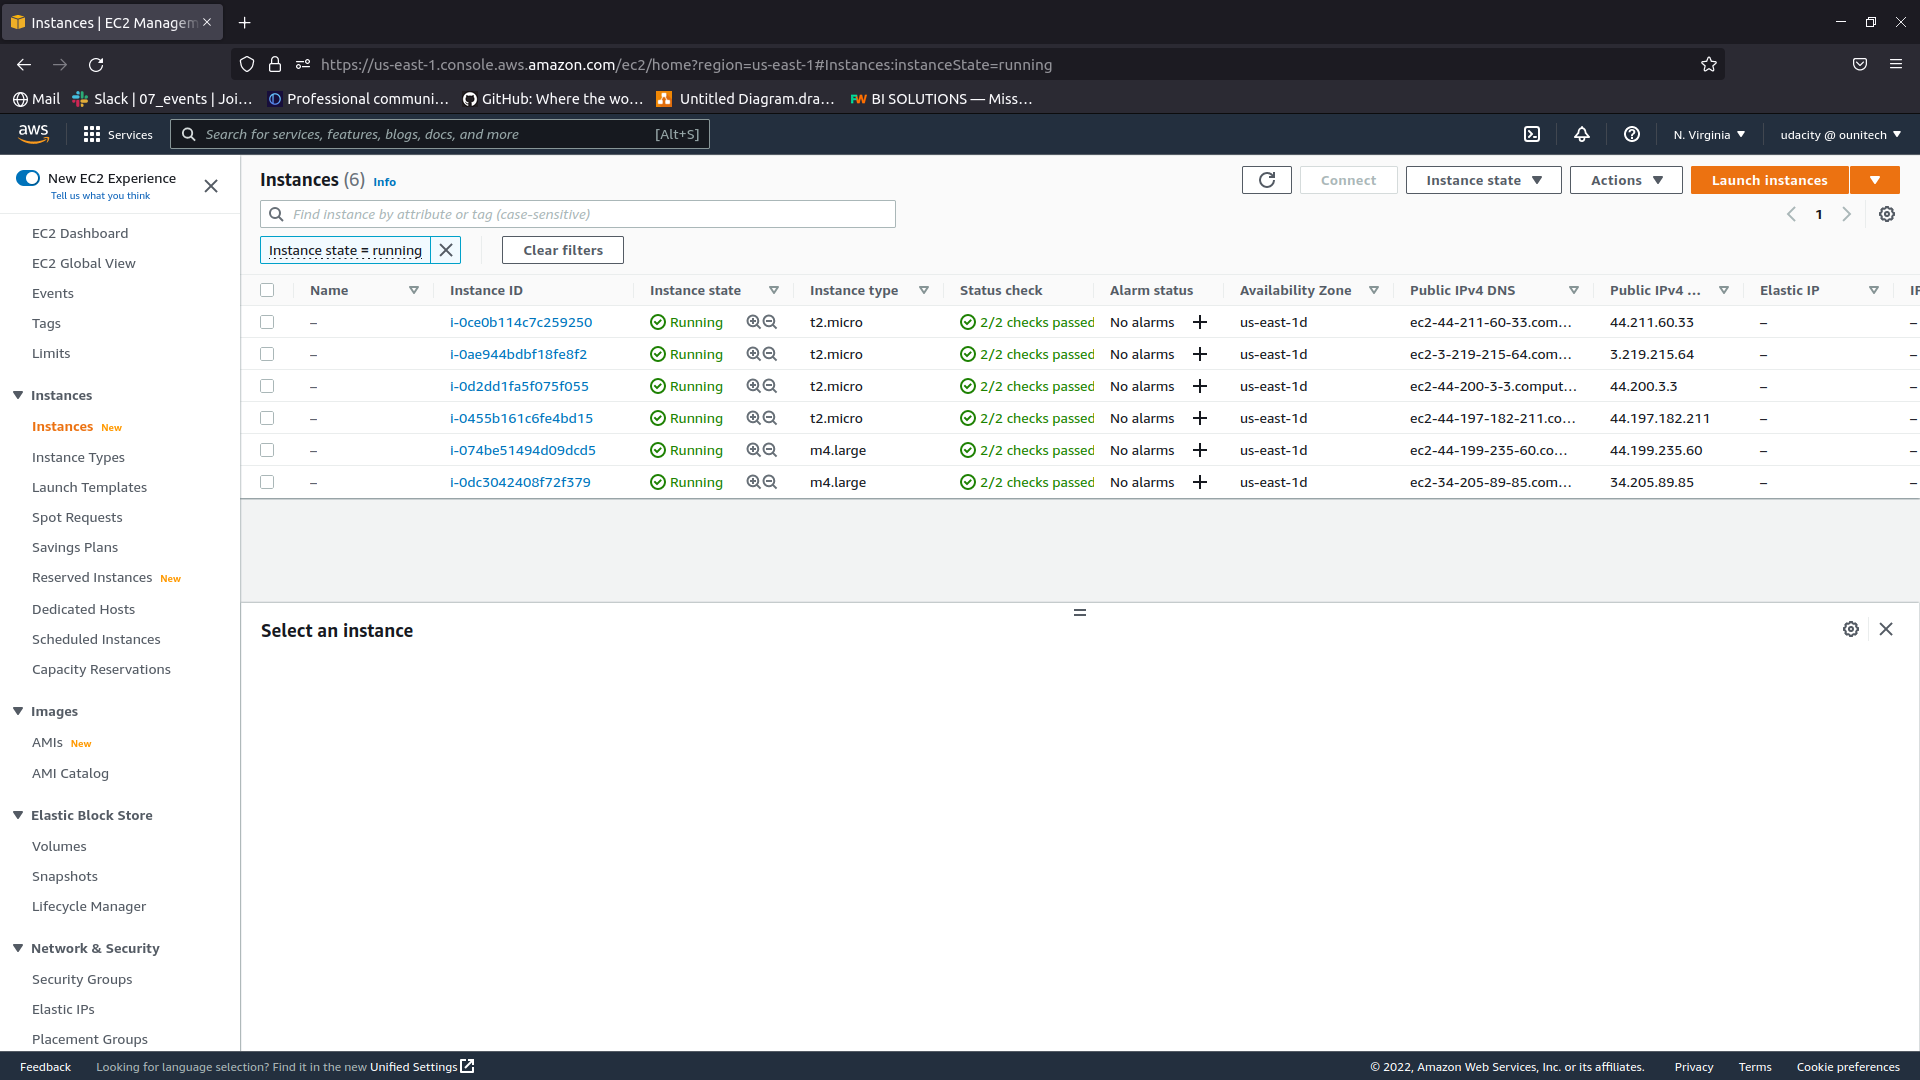 Instances | EC2 Managem
https://us-east-1.console.aws.amazon.com/ec2/home?region=us-east-1#Instances:instanceState=running
Mail Slack | 07_events | Joi… Professional communi… GitHub: Where the wo… Untitled Diagram.dra… BI SOLUTIONS — Miss…
aws Services Search for services, features, blogs, docs, and more [Alt+S] N. Virginia udacity @ ounitech
New EC2 Experience
Tell us what you think
EC2 Dashboard
EC2 Global View
Events
Tags
Limits
Instances
Instances New
Instance Types
Launch Templates
Spot Requests
Savings Plans
Reserved Instances New
Dedicated Hosts
Scheduled Instances
Capacity Reservations
Images
AMIs New
AMI Catalog
Elastic Block Store
Volumes
Snapshots
Lifecycle Manager
Network & Security
Security Groups
Elastic IPs
Placement Groups
Instances (6) Info Connect Instance state Actions Launch instances
Find instance by attribute or tag (case-sensitive) 1
Instance state = running Clear filters
Name Instance ID Instance state Instance type Status check Alarm status Availability Zone Public IPv4 DNS Public IPv4 ... Elastic IP IP
– i-0ce0b114c7c259250 Running t2.micro 2/2 checks passed No alarms us-east-1d ec2-44-211-60-33.com… 44.211.60.33 – –
– i-0ae944bdbf18fe8f2 Running t2.micro 2/2 checks passed No alarms us-east-1d ec2-3-219-215-64.com… 3.219.215.64 – –
– i-0d2dd1fa5f075f055 Running t2.micro 2/2 checks passed No alarms us-east-1d ec2-44-200-3-3.comput… 44.200.3.3 – –
– i-0455b161c6fe4bd15 Running t2.micro 2/2 checks passed No alarms us-east-1d ec2-44-197-182-211.co… 44.197.182.211 – –
– i-074be51494d09dcd5 Running m4.large 2/2 checks passed No alarms us-east-1d ec2-44-199-235-60.co… 44.199.235.60 – –
– i-0dc3042408f72f379 Running m4.large 2/2 checks passed No alarms us-east-1d ec2-34-205-89-85.com… 34.205.89.85 – –
Select an instance
Feedback Looking for language selection? Find it in the new Unified Settings © 2022, Amazon Web Services, Inc. or its affiliates. Privacy Terms Cookie preferences